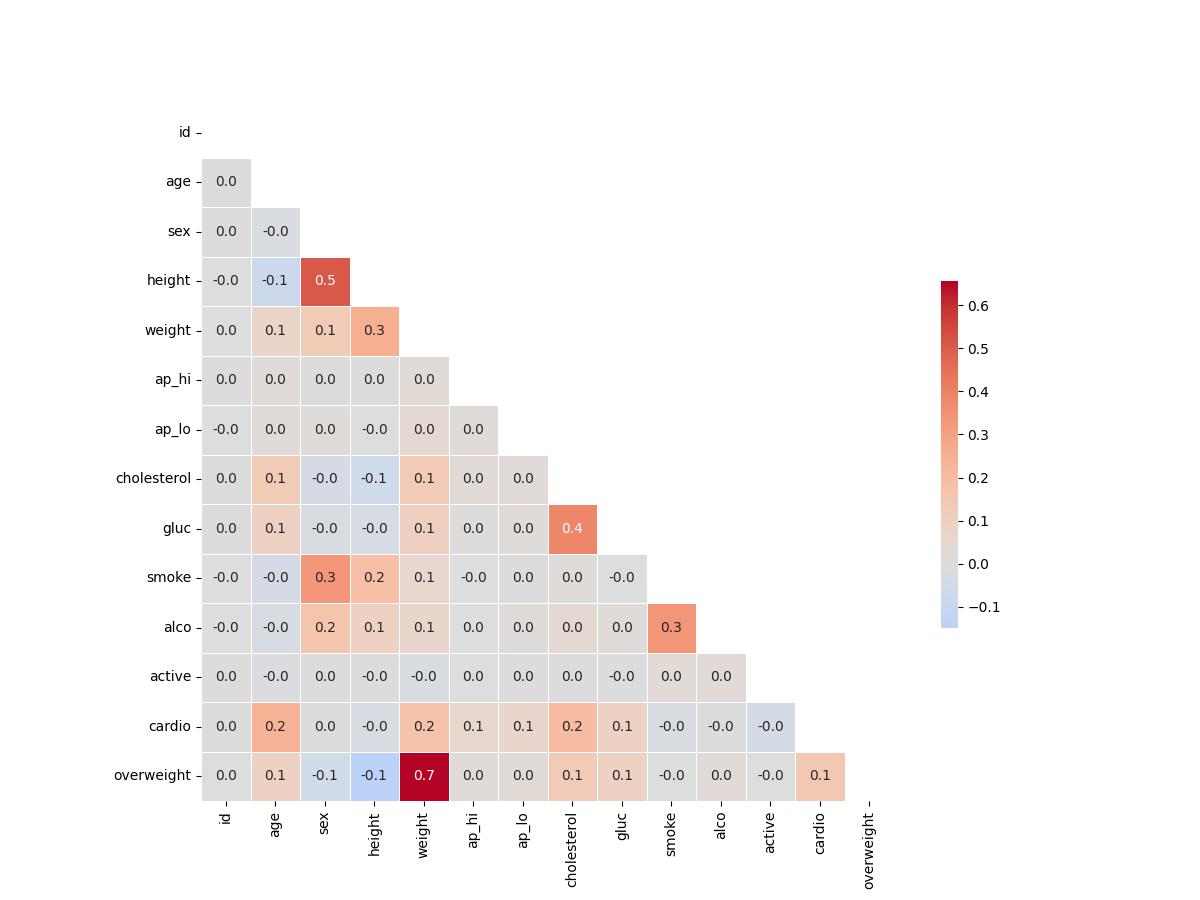 id
age 0.0
sex 0.0 -0.0
height -0.0 -0.1 0.5
0.6
weight 0.0 0.1 0.1 0.3
0.5
ap_hi 0.0 0.0 0.0 0.0 0.0
0.4
ap_lo -0.0 0.0 0.0 -0.0 0.0 0.0
0.3
cholesterol 0.0 0.1 -0.0 -0.1 0.1 0.0 0.0
0.2
gluc 0.0 0.1 -0.0 -0.0 0.1 0.0 0.0 0.4
0.1
0.0
smoke -0.0 -0.0 0.3 0.2 0.1 -0.0 0.0 0.0 -0.0
−0.1
alco -0.0 -0.0 0.2 0.1 0.1 0.0 0.0 0.0 0.0 0.3
active 0.0 -0.0 0.0 -0.0 -0.0 0.0 0.0 0.0 -0.0 0.0 0.0
cardio 0.0 0.2 0.0 -0.0 0.2 0.1 0.1 0.2 0.1 -0.0 -0.0 -0.0
overweight 0.0 0.1 -0.1 -0.1 0.7 0.0 0.0 0.1 0.1 -0.0 0.0 -0.0 0.1
id age sex height weight ap_hi ap_lo cholesterol gluc smoke alco active cardio overweight